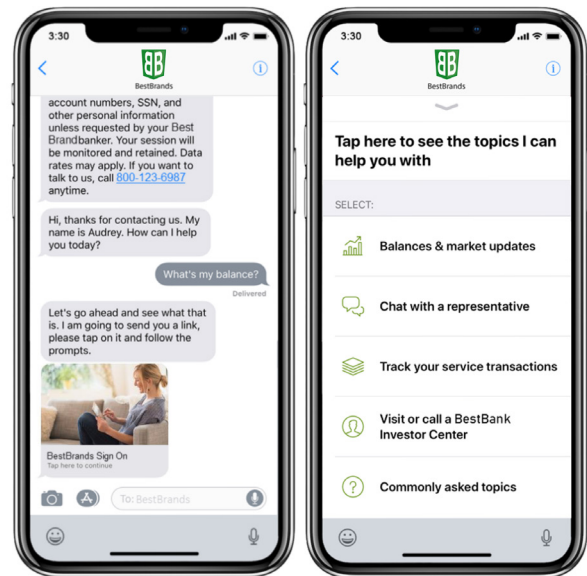 3:30
BestBrands
account numbers, SSN, and
other personal information
unless requested by your Best
Brandbanker. Your session will
be monitored and retained. Data
rates may apply. If you want to
talk to us, call 800-123-6987
anytime.
Hi, thanks for contacting us. My
name is Audrey. How can I help
you today?
What's my balance?
Delivered
Let's go ahead and see what that
is. I am going to send you a link,
please tap on it and follow the
prompts.
BestBrands Sign On
Tap here to continue
To: BestBrands
3:30
BestBrands
Tap here to see the topics I can
help you with
SELECT:
Balances & market updates
Chat with a representative
Track your service transactions
Visit or call a BestBank
Investor Center
Commonly asked topics